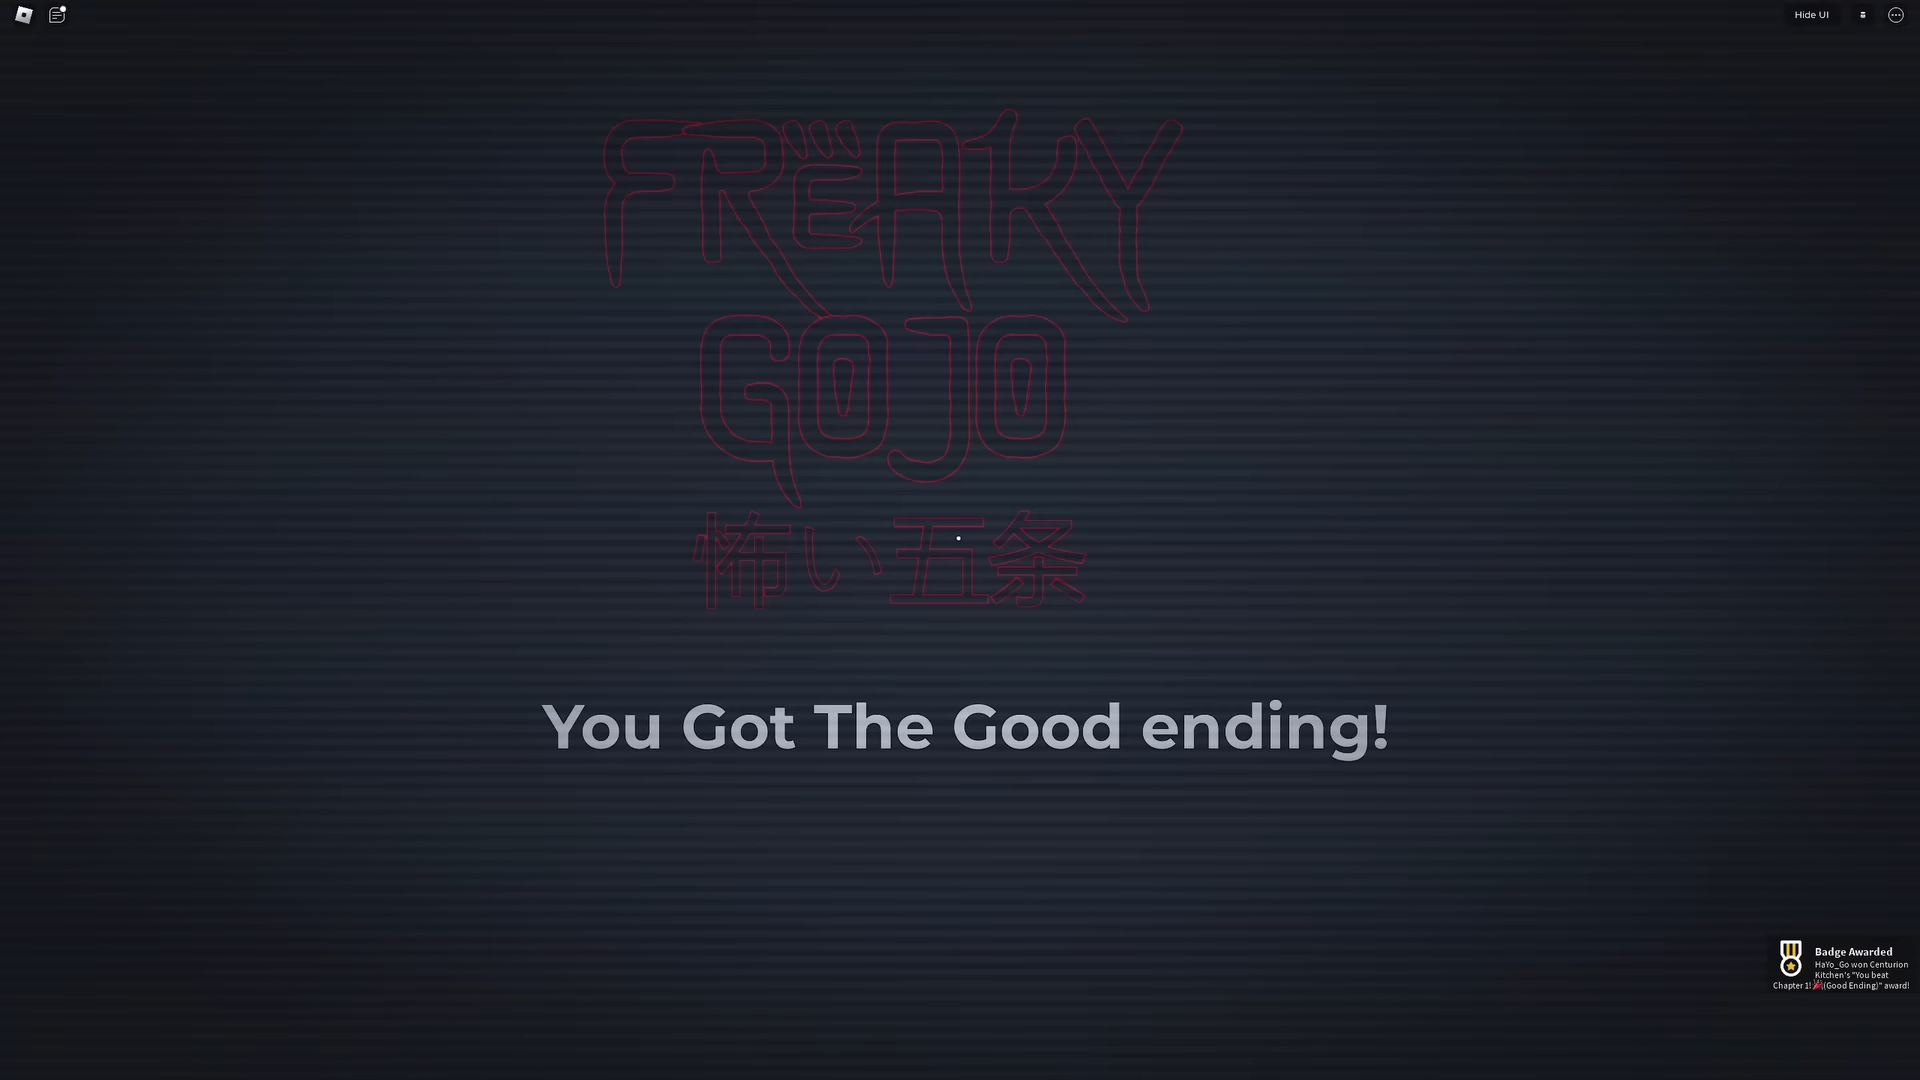 Hide UI
FREAKY
GOJO
怖い五条
You Got The Good ending!
Badge Awarded
HaYo_Go won Centurion
Kitchen's "You beat
Chapter 1!🎉(Good Ending)" award!